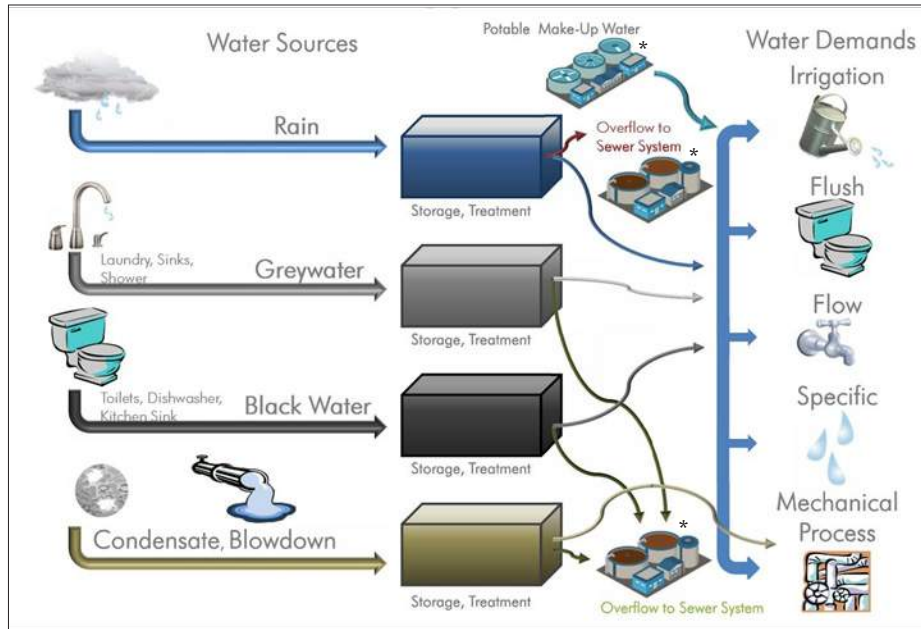 Water Sources
Potable Make-Up Water *
Water Demands
Irrigation
Rain
Overflow to
Sewer System *
Storage, Treatment
Flush
Laundry, Sinks,
Shower
Greywater
Storage, Treatment
Flow
Toilets, Dishwasher,
Kitchen Sink
Black Water
Storage, Treatment
Specific
Condensate, Blowdown
Storage, Treatment
*
Overflow to Sewer System
Mechanical
Process